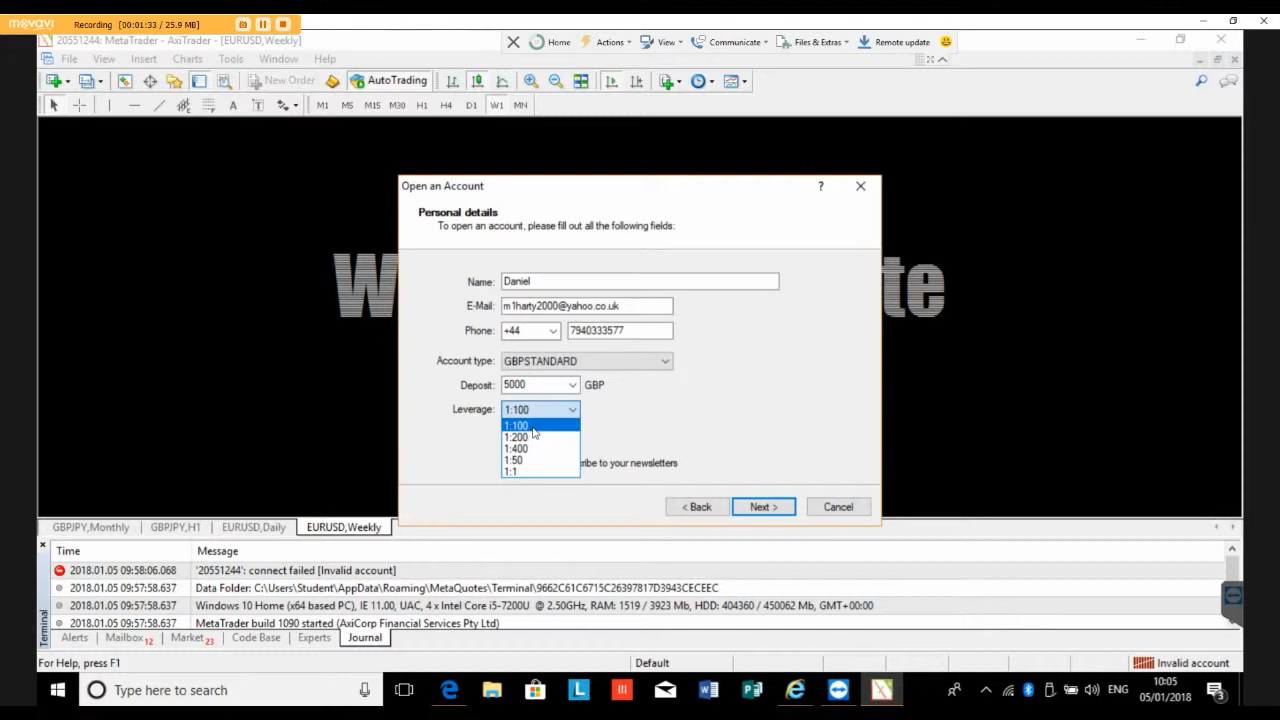 movavi Recording [00:01:33 / 25.9 MB]
20551244: MetaTrader - AxiTrader - [EURUSD,Weekly]
Home Actions View Communicate Files & Extras Remote update
File View Insert Charts Tools Window Help
New Order AutoTrading
A T M1 M5 M15 M30 H1 H4 D1 W1 MN
Open an Account ?
Personal details
To open an account, please fill out all the following fields:
Name: Daniel
E-Mail: m1harty2000@yahoo.co.uk
Phone: +44 7940333577
Account type: GBPSTANDARD
Deposit: 5000 GBP
Leverage: 1:100
1:100
1:200
1:400
1:50
1:1
ribe to your newsletters
< Back Next > Cancel
W
te
GBPJPY,Monthly GBPJPY,H1 EURUSD,Daily EURUSD,Weekly
Time Message
2018.01.05 09:58:06.068 '20551244': connect failed [Invalid account]
2018.01.05 09:57:58.637 Data Folder: C:\Users\Student\AppData\Roaming\MetaQuotes\Terminal\9662C61C6715C26397817D3943CECEEC
2018.01.05 09:57:58.637 Windows 10 Home (x64 based PC), IE 11.00, UAC, 4 x Intel Core i5-7200U @ 2.50GHz, RAM: 1519 / 3923 Mb, HDD: 404360 / 450062 Mb, GMT+00:00
2018.01.05 09:57:58.637 MetaTrader build 1090 started (AxiCorp Financial Services Pty Ltd)
Terminal
Alerts Mailbox 12 Market 23 Code Base Experts Journal
For Help, press F1 Default Invalid account
Type here to search ENG 10:05
05/01/2018 3